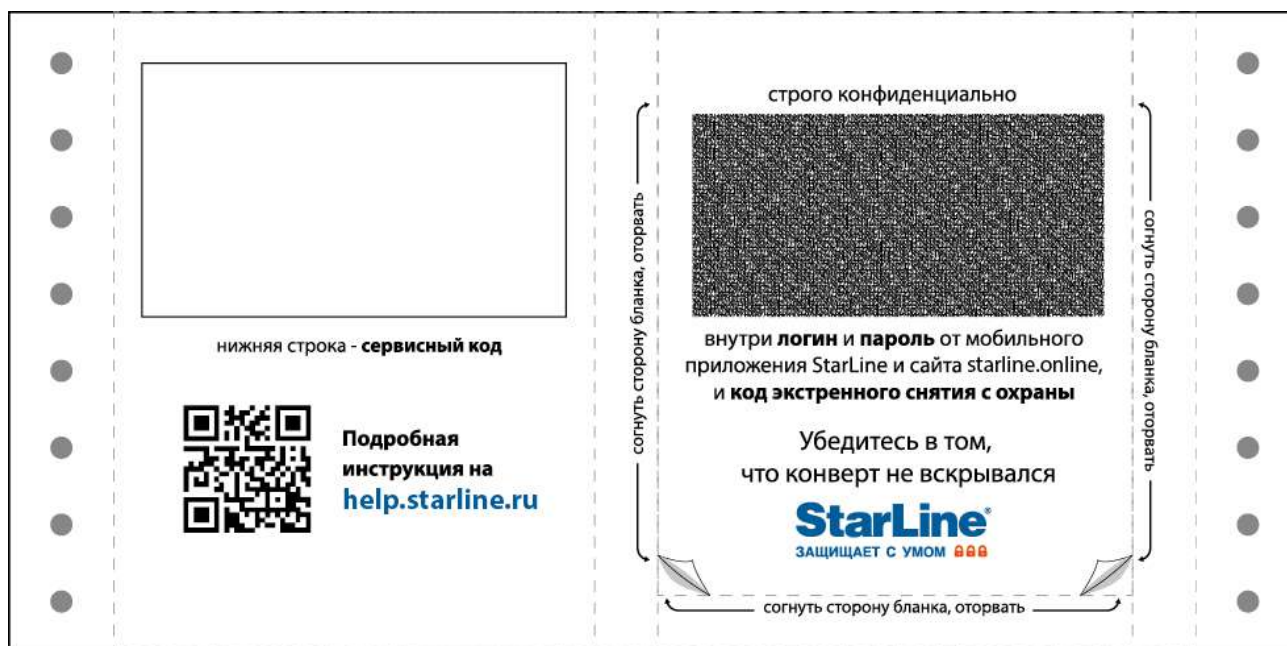 нижняя строка - сервисный код
Подробная
инструкция на
help.starline.ru
согнуть сторону бланка, оторвать
строго конфиденциально
внутри логин и пароль от мобильного
приложения StarLine и сайта starline.online,
и код экстренного снятия с охраны
Убедитесь в том,
что конверт не вскрывался
StarLine®
ЗАЩИЩАЕТ С УМОМ
согнуть сторону бланка, оторвать
согнуть сторону бланка, оторвать